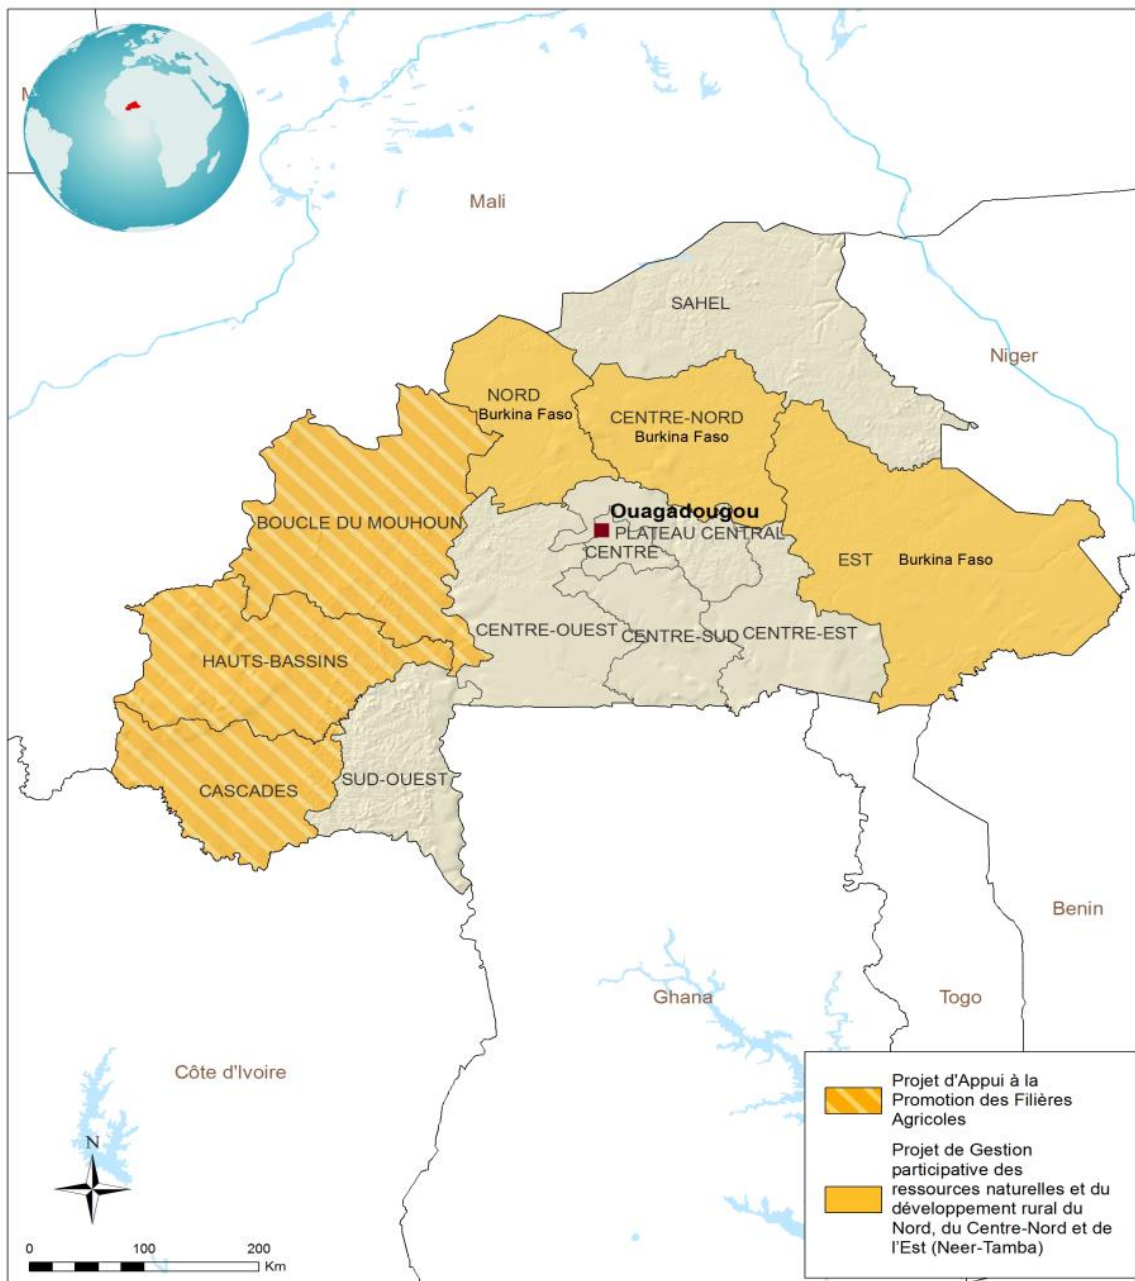 M
Mali
SAHEL
Niger
NORD
Burkina Faso
CENTRE-NORD
Burkina Faso
Ouagadougou
BOUCLE DU MOUHOUN
PLATEAU CENTRAL
CENTRE
EST
Burkina Faso
CENTRE-OUEST
CENTRE-SUD
CENTRE-EST
HAUTS-BASSINS
SUD-OUEST
CASCADES
Benin
Ghana
Togo
Côte d'Ivoire
Projet d'Appui à la
Promotion des Filières
Agricoles
Projet de Gestion
participative des
ressources naturelles et du
développement rural du
Nord, du Centre-Nord et de
l'Est (Neer-Tamba)
N
0 100 200
Km